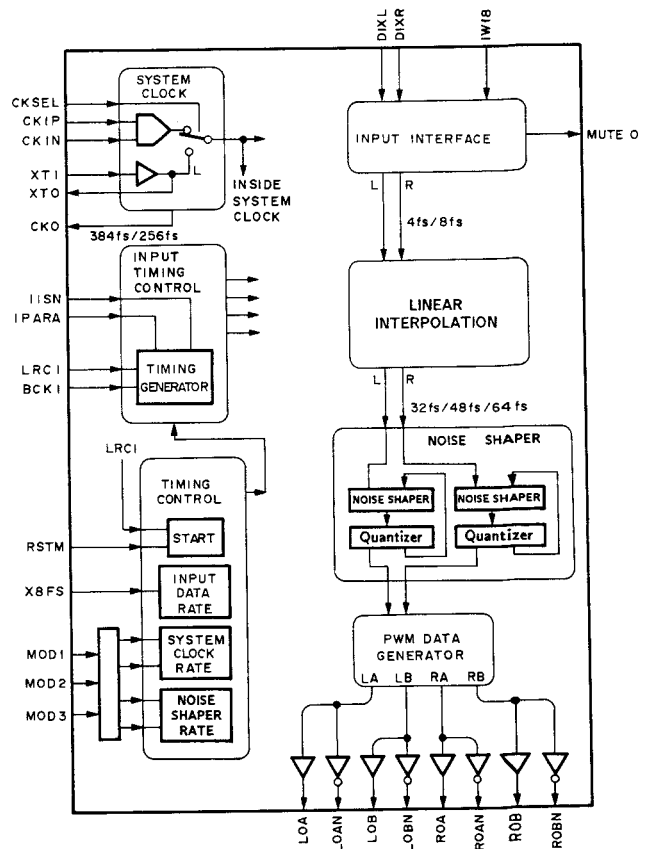 DIXL
DIXR
IW18
SYSTEM
CLOCK
CKSEL
CKIP
CKIN
XTI
XTO
CKO
L
INSIDE
SYSTEM
CLOCK
384fs/256fs
INPUT INTERFACE
MUTE O
L
R
4fs/8fs
INPUT
TIMING
CONTROL
IISN
IPARA
LRCI
BCKI
TIMING
GENERATOR
LINEAR
INTERPOLATION
L
R
32fs/48fs/64fs
NOISE SHAPER
NOISE SHAPER
NOISE SHAPER
Quantizer
Quantizer
LRCI
TIMING
CONTROL
RSTM
START
X8FS
INPUT
DATA
RATE
MOD1
MOD2
MOD3
SYSTEM
CLOCK
RATE
NOISE
SHAPER
RATE
PWM DATA
GENERATOR
LA LB RA RB
LOA
LOAN
LOB
LOBN
ROA
ROAN
ROB
ROBN